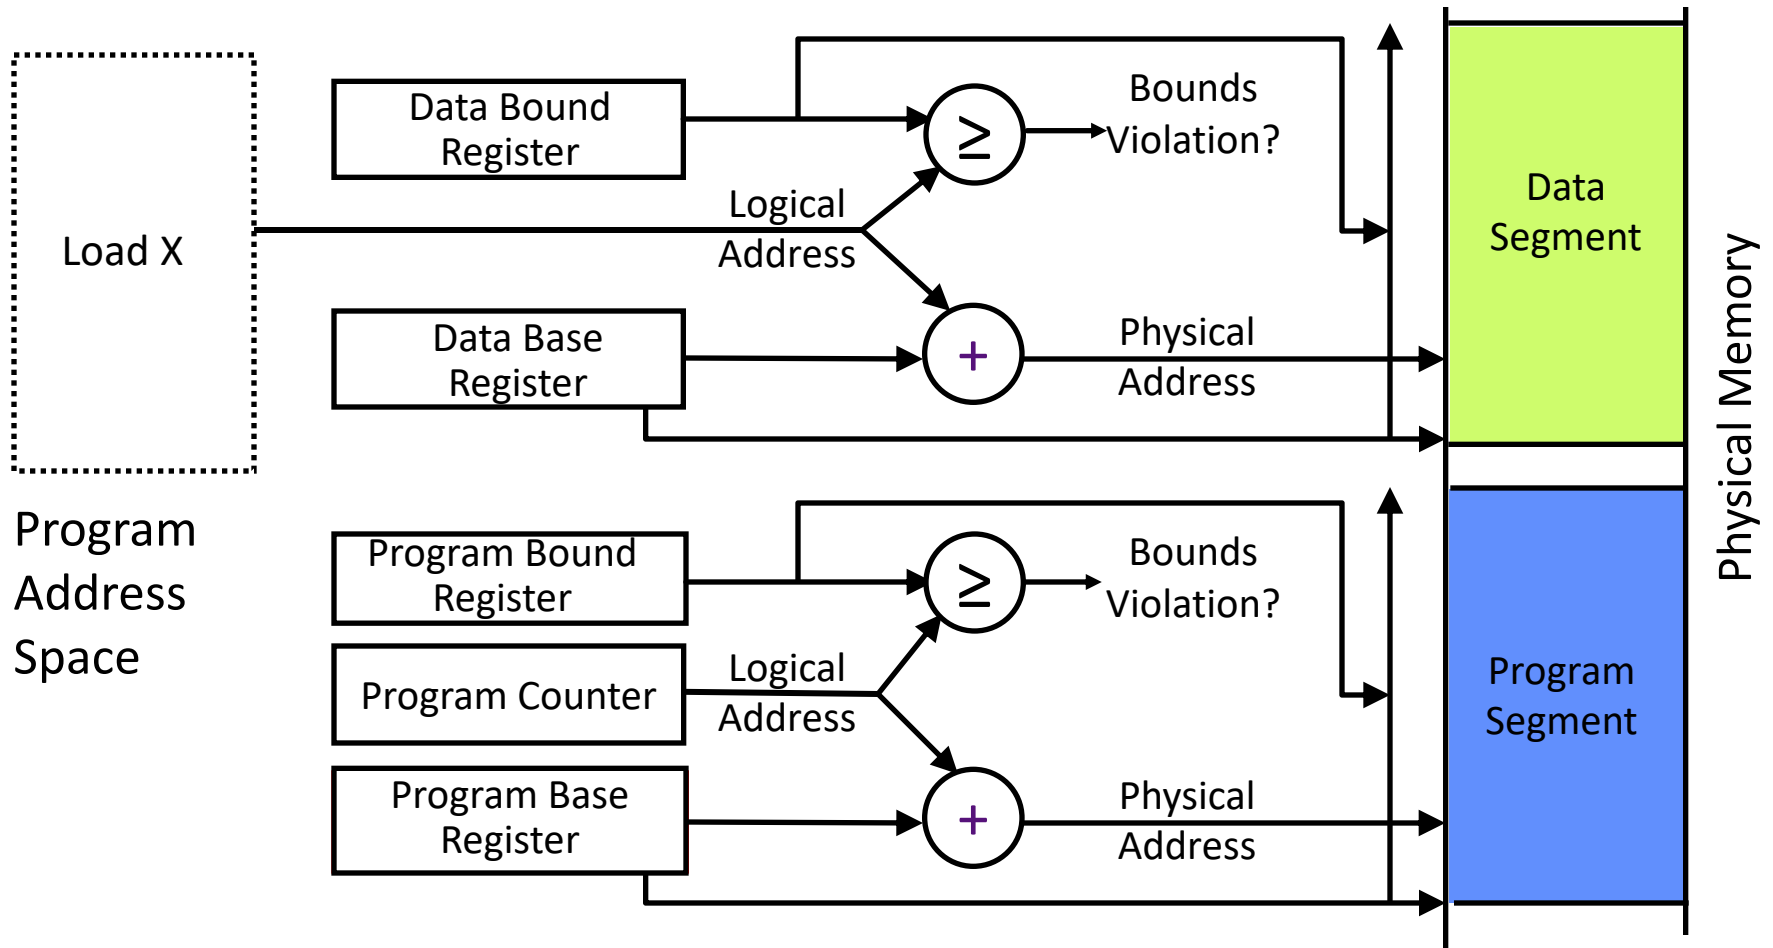 Data Bound
Register
Bounds
Violation?
≥
Load X
Logical
Address
Data
Segment
Data Base
Register
+
Physical
Address
Program
Address
Space
Program Bound
Register
≥
Bounds
Violation?
Program Counter
Logical
Address
Program
Segment
Program Base
Register
+
Physical
Address
Physical Memory